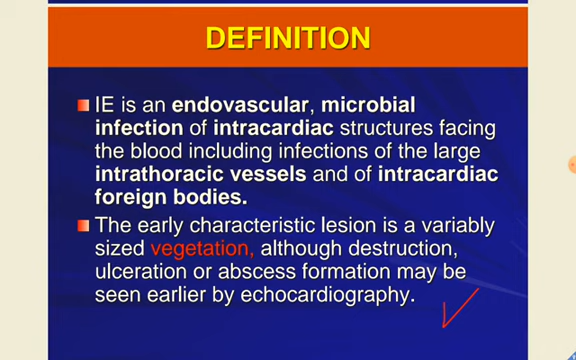 DEFINITION
IE is an endovascular, microbial
infection of intracardiac structures facing
the blood including infections of the large
intrathoracic vessels and of intracardiac
foreign bodies.
The early characteristic lesion is a variably
sized vegetation, although destruction,
ulceration or abscess formation may be
seen earlier by echocardiography.